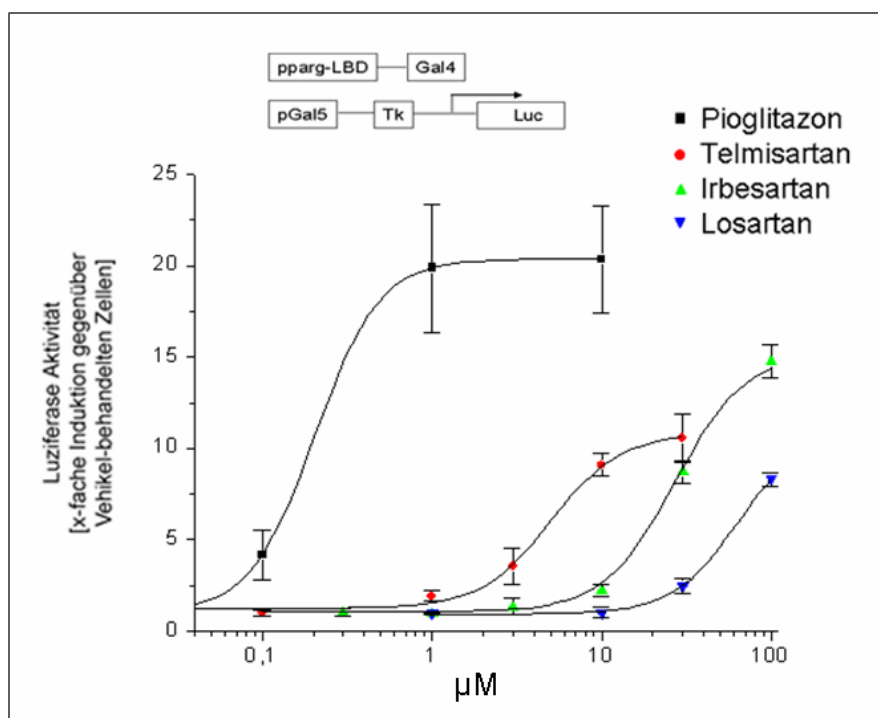 pparg-LBD Gal4
pGal5 Tk Luc
Pioglitazon
Telmisartan
Irbesartan
Losartan
Luziferase Aktivität
[x-fache Induktion gegenüber
Vehikel-behandelten Zellen]
25
20
15
10
5
0
0,1 1 10 100
µM